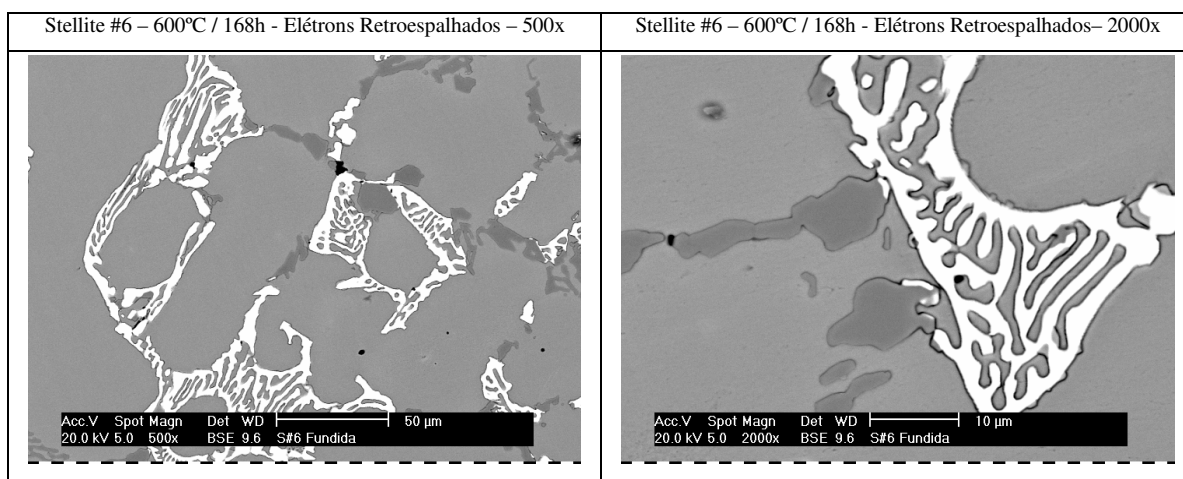 Stellite #6 – 600ºC / 168h - Elétrons Retroespalhados – 500x
Stellite #6 – 600ºC / 168h - Elétrons Retroespalhados– 2000x
Acc.V Spot Magn Det WD 50 µm
20.0 kV 5.0 500x BSE 9.6 S#6 Fundida
Acc.V Spot Magn Det WD 10 µm
20.0 kV 5.0 2000x BSE 9.6 S#6 Fundida